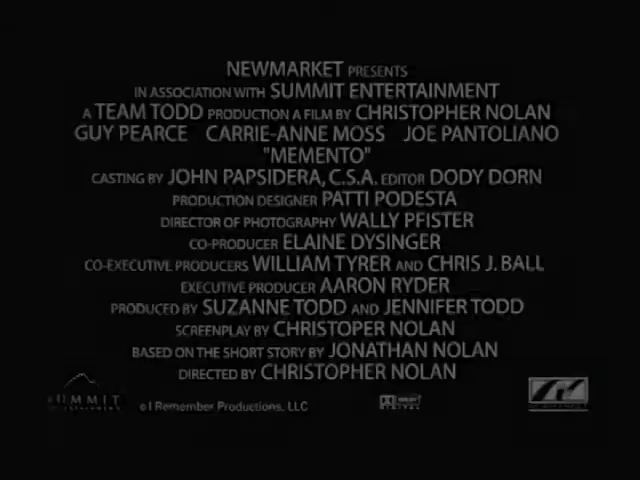 NEWMARKET PRESENTS
IN ASSOCIATION WITH SUMMIT ENTERTAINMENT
A TEAM TODD PRODUCTION A FILM BY CHRISTOPHER NOLAN
GUY PEARCE CARRIE-ANNE MOSS JOE PANTOLIANO
"MEMENTO"
CASTING BY JOHN PAPSIDERA, C.S.A. EDITOR DODY DORN
PRODUCTION DESIGNER PATTI PODESTA
DIRECTOR OF PHOTOGRAPHY WALLY PFISTER
CO-PRODUCER ELAINE DYSINGER
CO-EXECUTIVE PRODUCERS WILLIAM TYRER AND CHRIS J. BALL
EXECUTIVE PRODUCER AARON RYDER
PRODUCED BY SUZANNE TODD AND JENNIFER TODD
SCREENPLAY BY CHRISTOPER NOLAN
BASED ON THE SHORT STORY BY JONATHAN NOLAN
DIRECTED BY CHRISTOPHER NOLAN
SUMMIT
©I Remember Productions, LLC
DIGITAL